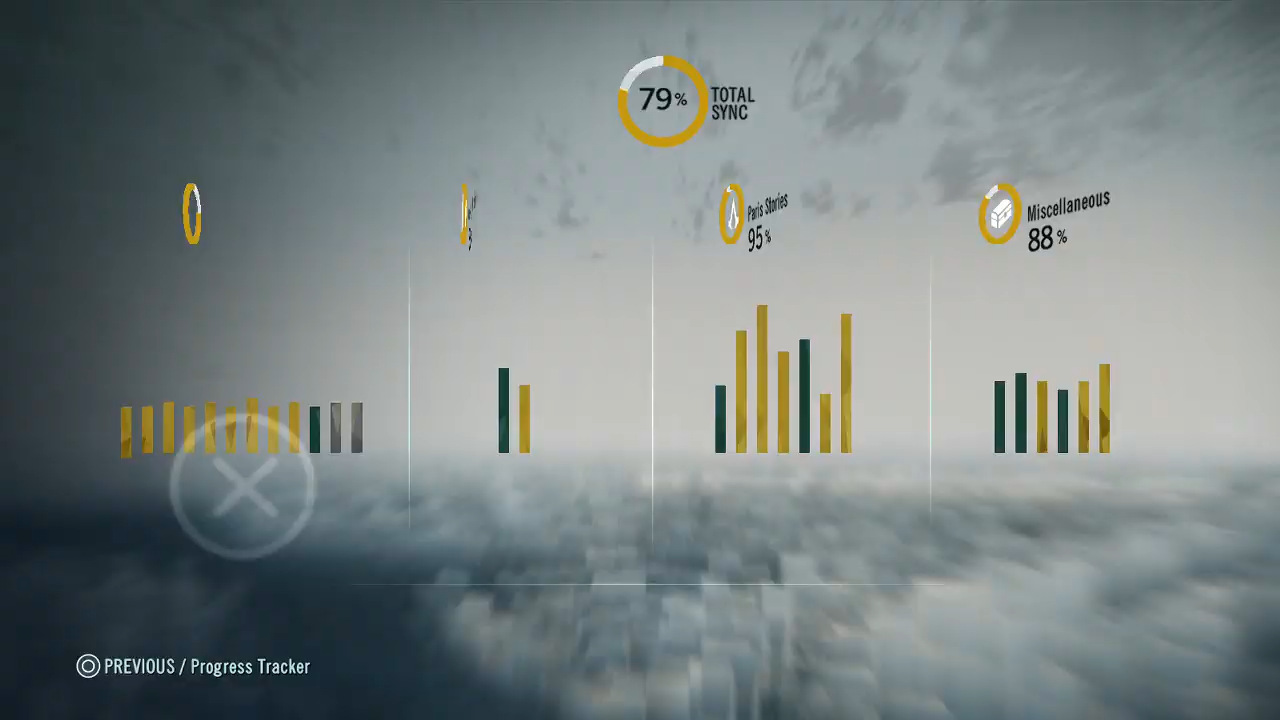 79%
TOTAL
SYNC
Paris Stories
95%
Miscellaneous
88%
PREVIOUS / Progress Tracker